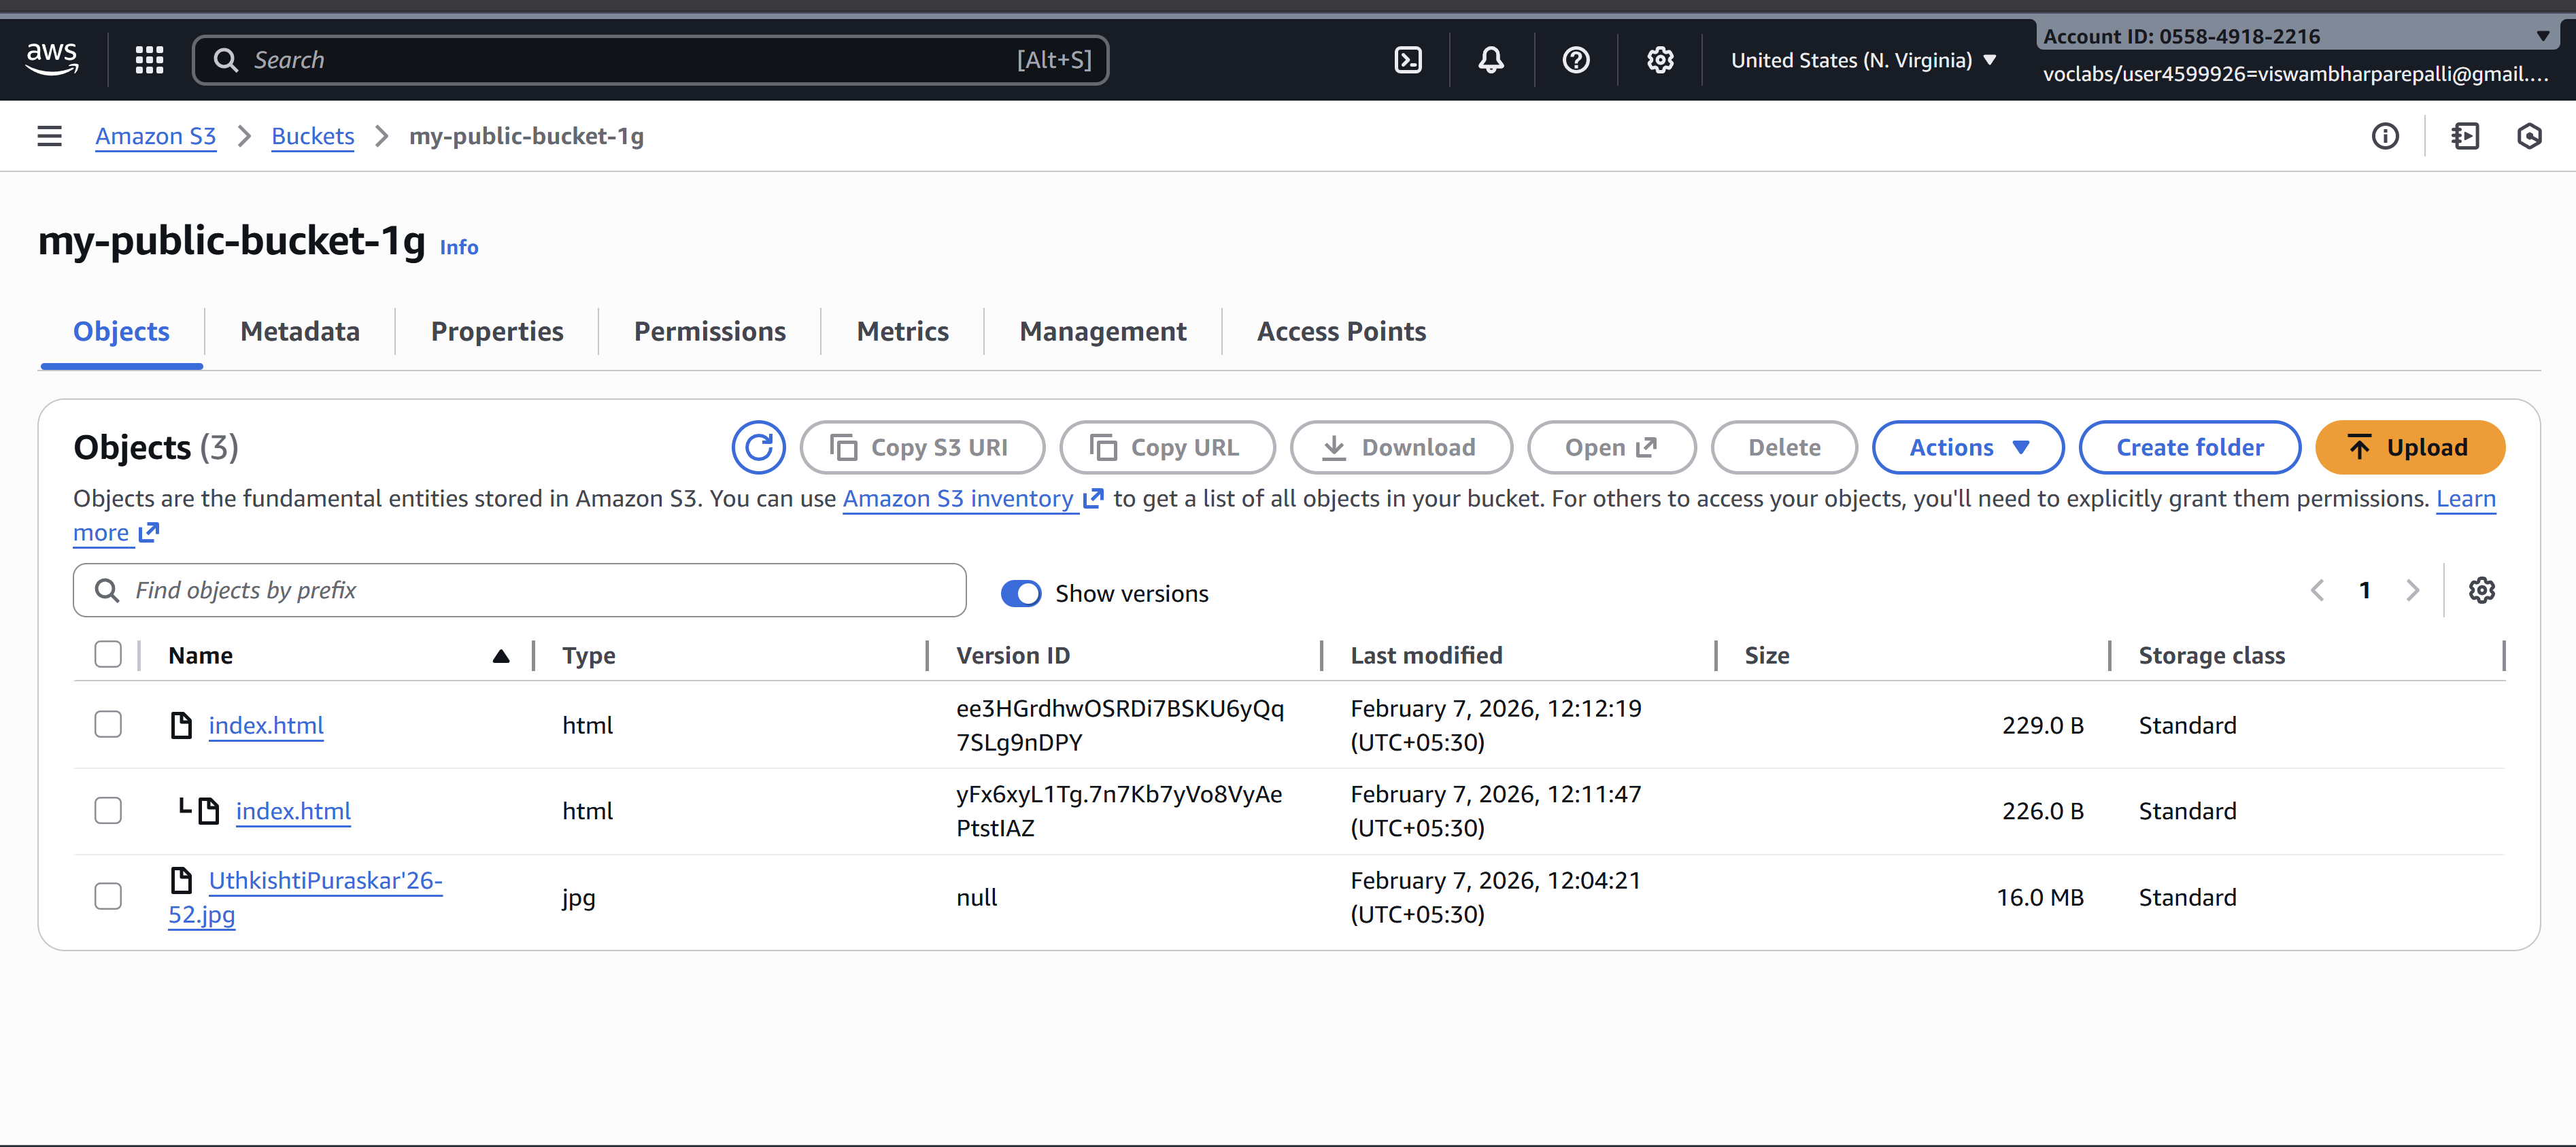 aws
Search [Alt+S]
United States (N. Virginia)
Account ID: 0558-4918-2216
voclabs/user4599926=viswambharparepalli@gmail....
Amazon S3 > Buckets > my-public-bucket-1g
my-public-bucket-1g Info
Objects Metadata Properties Permissions Metrics Management Access Points
Objects (3) Copy S3 URI Copy URL Download Open Delete Actions Create folder Upload
Objects are the fundamental entities stored in Amazon S3. You can use Amazon S3 inventory to get a list of all objects in your bucket. For others to access your objects, you'll need to explicitly grant them permissions. Learn
more
Find objects by prefix Show versions 1
Name Type Version ID Last modified Size Storage class
index.html html ee3HGrdhwOSRDi7BSKU6yQq February 7, 2026, 12:12:19 229.0 B Standard
7SLg9nDPY (UTC+05:30)
index.html html yFx6xyL1Tg.7n7Kb7yVo8VyAe February 7, 2026, 12:11:47 226.0 B Standard
PtstIAZ (UTC+05:30)
UthkishtiPuraskar'26- jpg null February 7, 2026, 12:04:21 16.0 MB Standard
52.jpg (UTC+05:30)